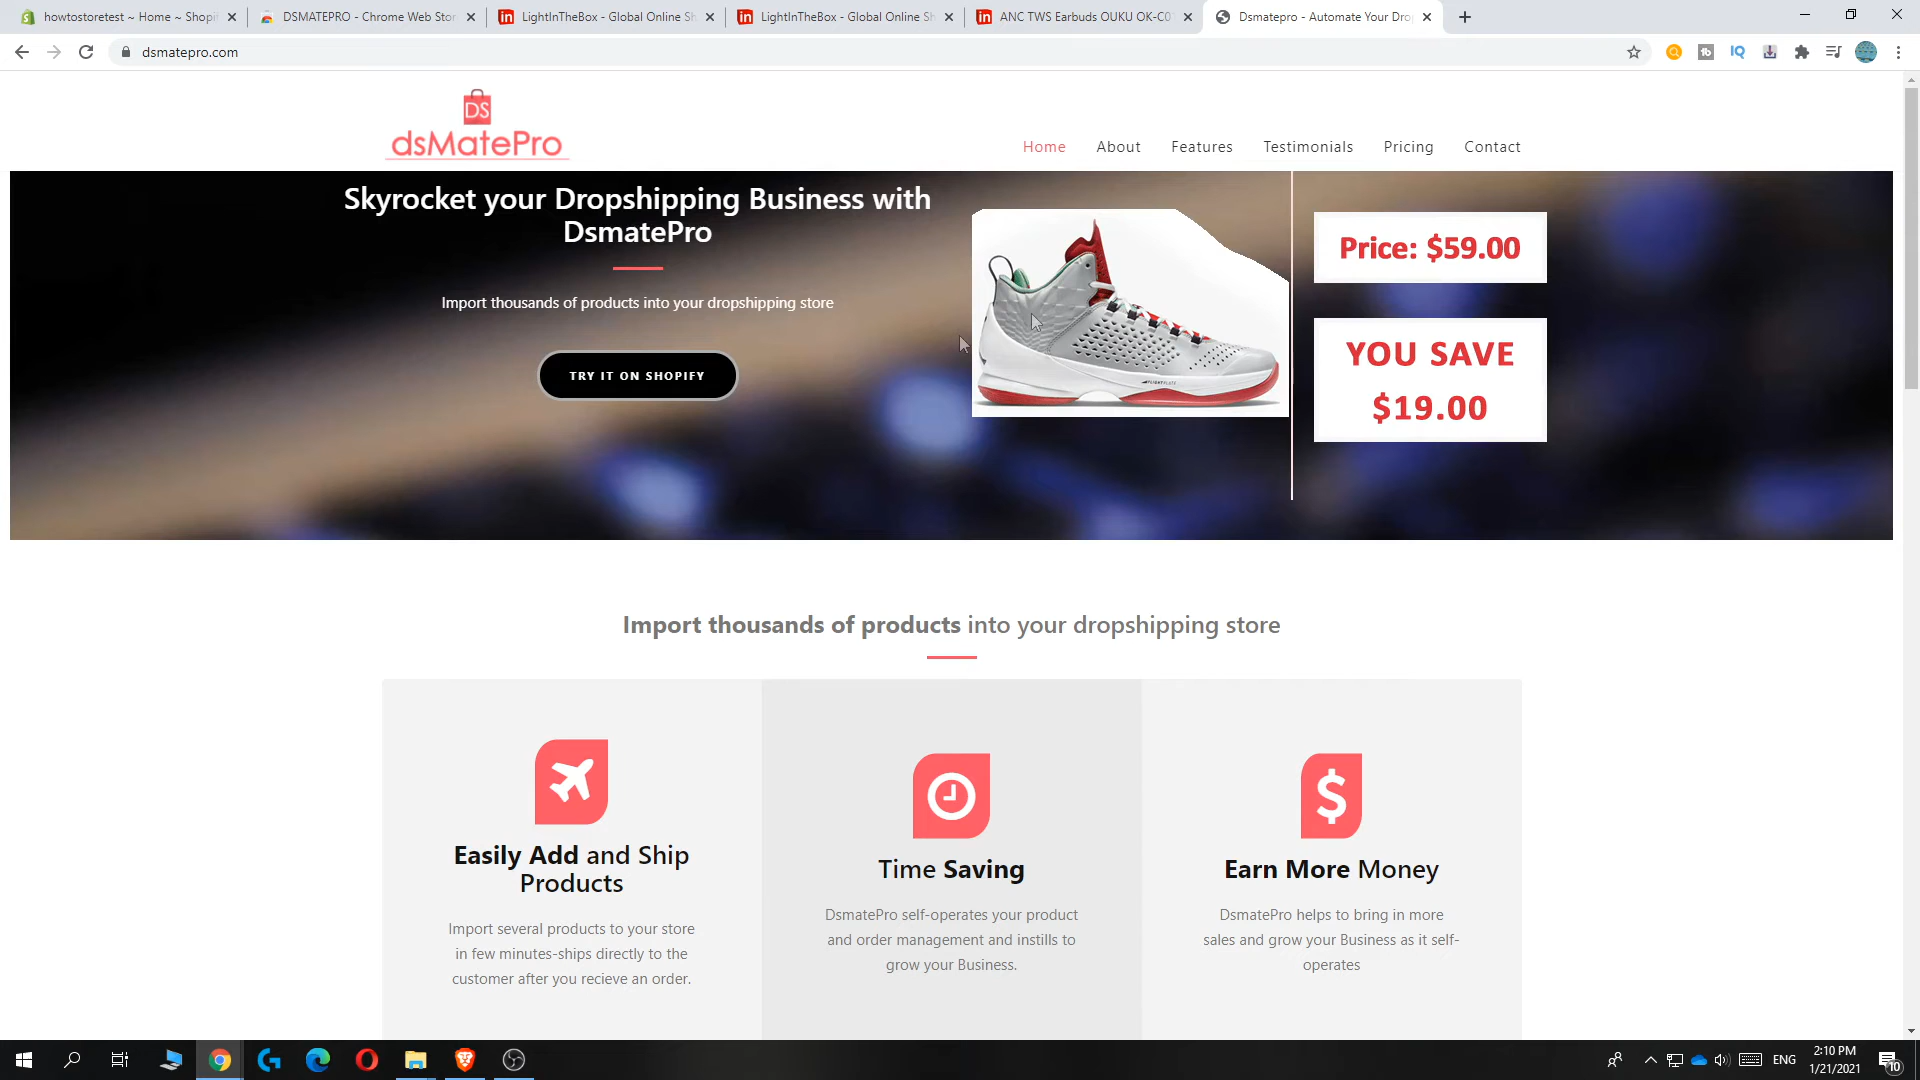 howtostoretest ~ Home ~ Shopi
DSMATEPRO - Chrome Web Stor
LightInTheBox - Global Online Sh
LightInTheBox - Global Online Sh
ANC TWS Earbuds OUKU OK-C0
Dsmatepro - Automate Your Dro
dsmatepro.com
DS
dsMatePro
Home
About
Features
Testimonials
Pricing
Contact
Skyrocket your Dropshipping Business with
DsmatePro
Import thousands of products into your dropshipping store
TRY IT ON SHOPIFY
Price: $59.00
YOU SAVE
$19.00
Import thousands of products into your dropshipping store
Easily Add and Ship
Products
Import several products to your store
in few minutes-ships directly to the
customer after you recieve an order.
Time Saving
DsmatePro self-operates your product
and order management and instills to
grow your Business.
Earn More Money
DsmatePro helps to bring in more
sales and grow your Business as it self-
operates
ENG
2:10 PM
1/21/2021
10